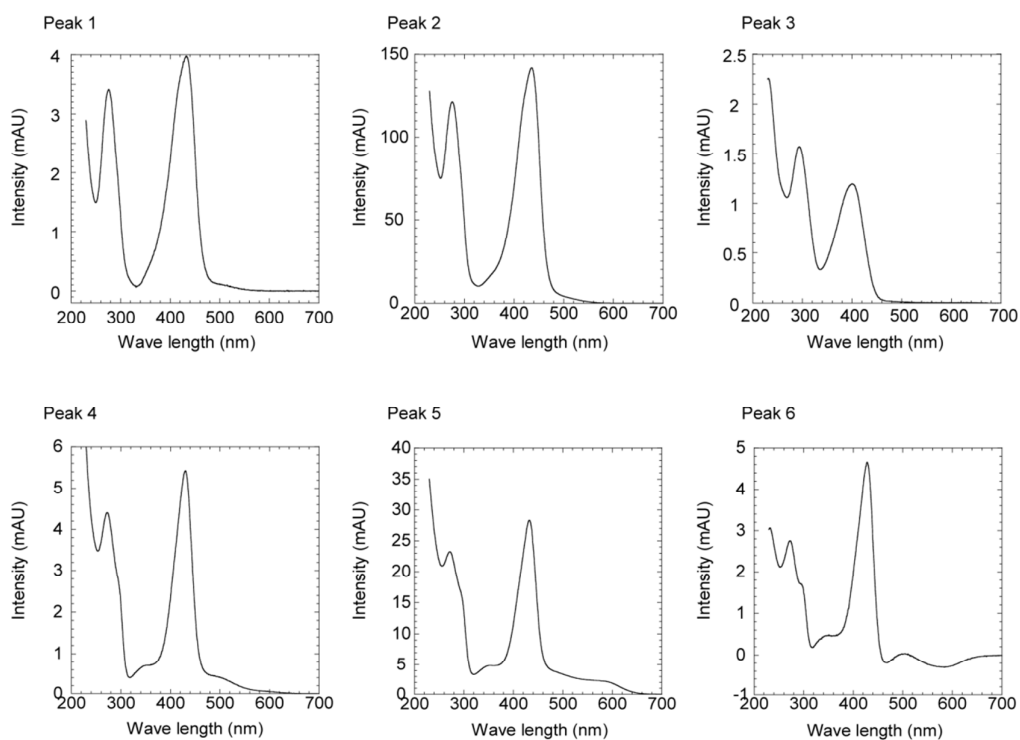 Peak 1 Peak 2 Peak 3
4
3
2
1
0
Intensity (mAU)
200 300 400 500 600 700
Wave length (nm)
150
100
50
0
Intensity (mAU)
200 300 400 500 600 700
Wave length (nm)
2.5
2
1.5
1
0.5
0
Intensity (mAU)
200 300 400 500 600 700
Wave length (nm)
Peak 4 Peak 5 Peak 6
6
5
4
3
2
1
0
Intensity (mAU)
200 300 400 500 600 700
Wave length (nm)
40
35
30
25
20
15
10
5
0
Intensity (mAU)
200 300 400 500 600 700
Wave length (nm)
5
4
3
2
1
0
-1
Intensity (mAU)
200 300 400 500 600 700
Wave length (nm)